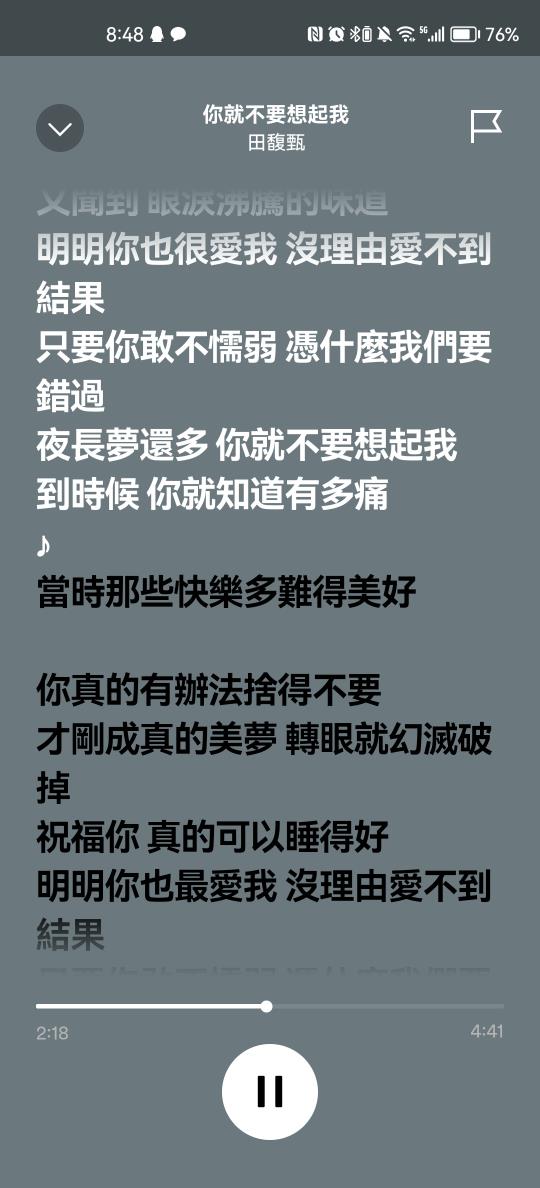 8:48
5G
76%
你就不要想起我
田馥甄
又聞到 眼淚沸騰的味道
明明你也很愛我 沒理由愛不到
結果
只要你敢不懦弱 憑什麼我們要
錯過
夜長夢還多 你就不要想起我
到時候 你就知道有多痛
♪
當時那些快樂多難得美好
你真的有辦法捨得不要
才剛成真的美夢 轉眼就幻滅破
掉
祝福你 真的可以睡得好
明明你也最愛我 沒理由愛不到
結果
2:18
4:41